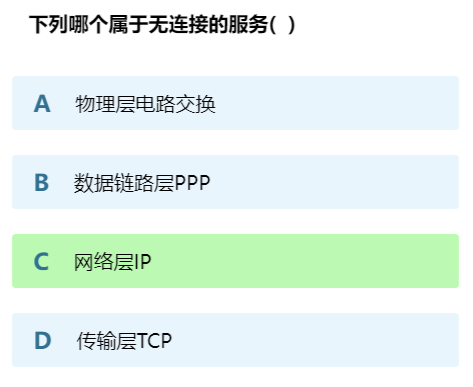 下列哪个属于无连接的服务( )
A 物理层电路交换
B 数据链路层PPP
C 网络层IP
D 传输层TCP